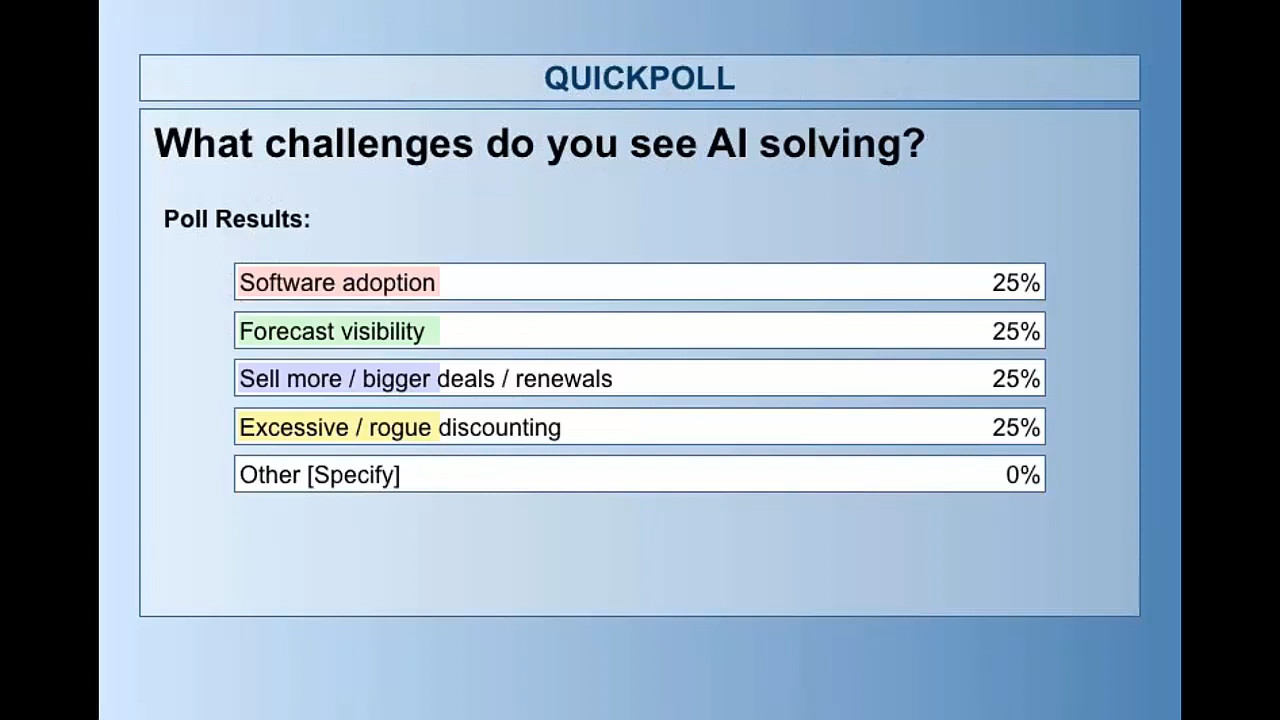 QUICKPOLL
What challenges do you see AI solving?
Poll Results:
Software adoption 25%
Forecast visibility 25%
Sell more / bigger deals / renewals 25%
Excessive / rogue discounting 25%
Other [Specify] 0%